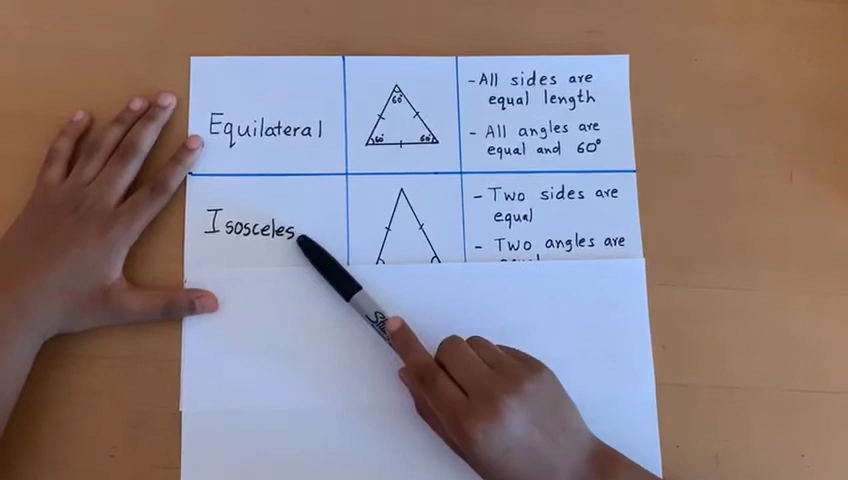 Equilateral
60°
60°
60°
- All sides are
equal length
- All angles are
equal and 60°
Isosceles
- Two sides are
equal
- Two angles are